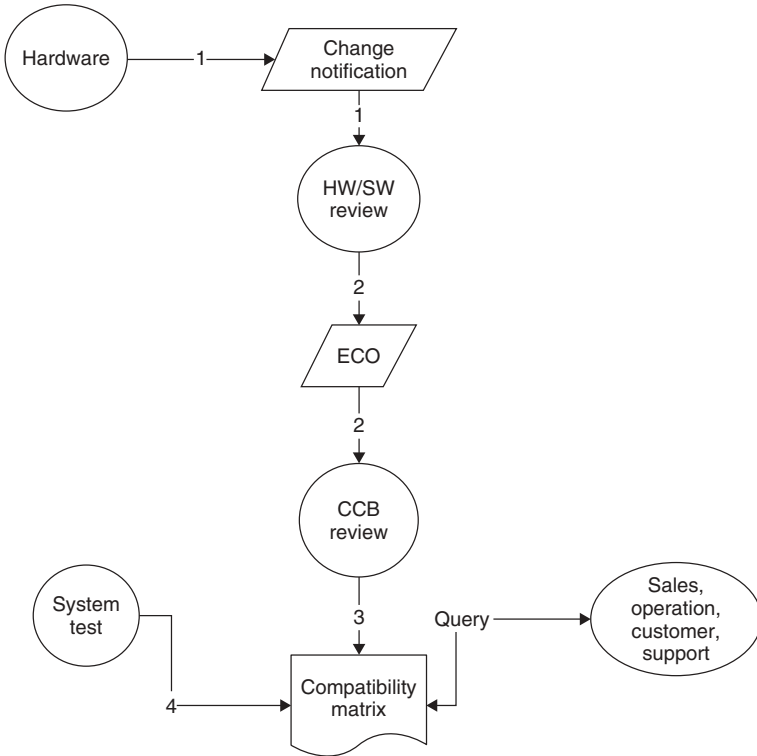 Hardware
1
Change
notification
1
HW/SW
review
2
ECO
2
CCB
review
System
test
3
Query
Sales,
operation,
customer,
support
4
Compatibility
matrix